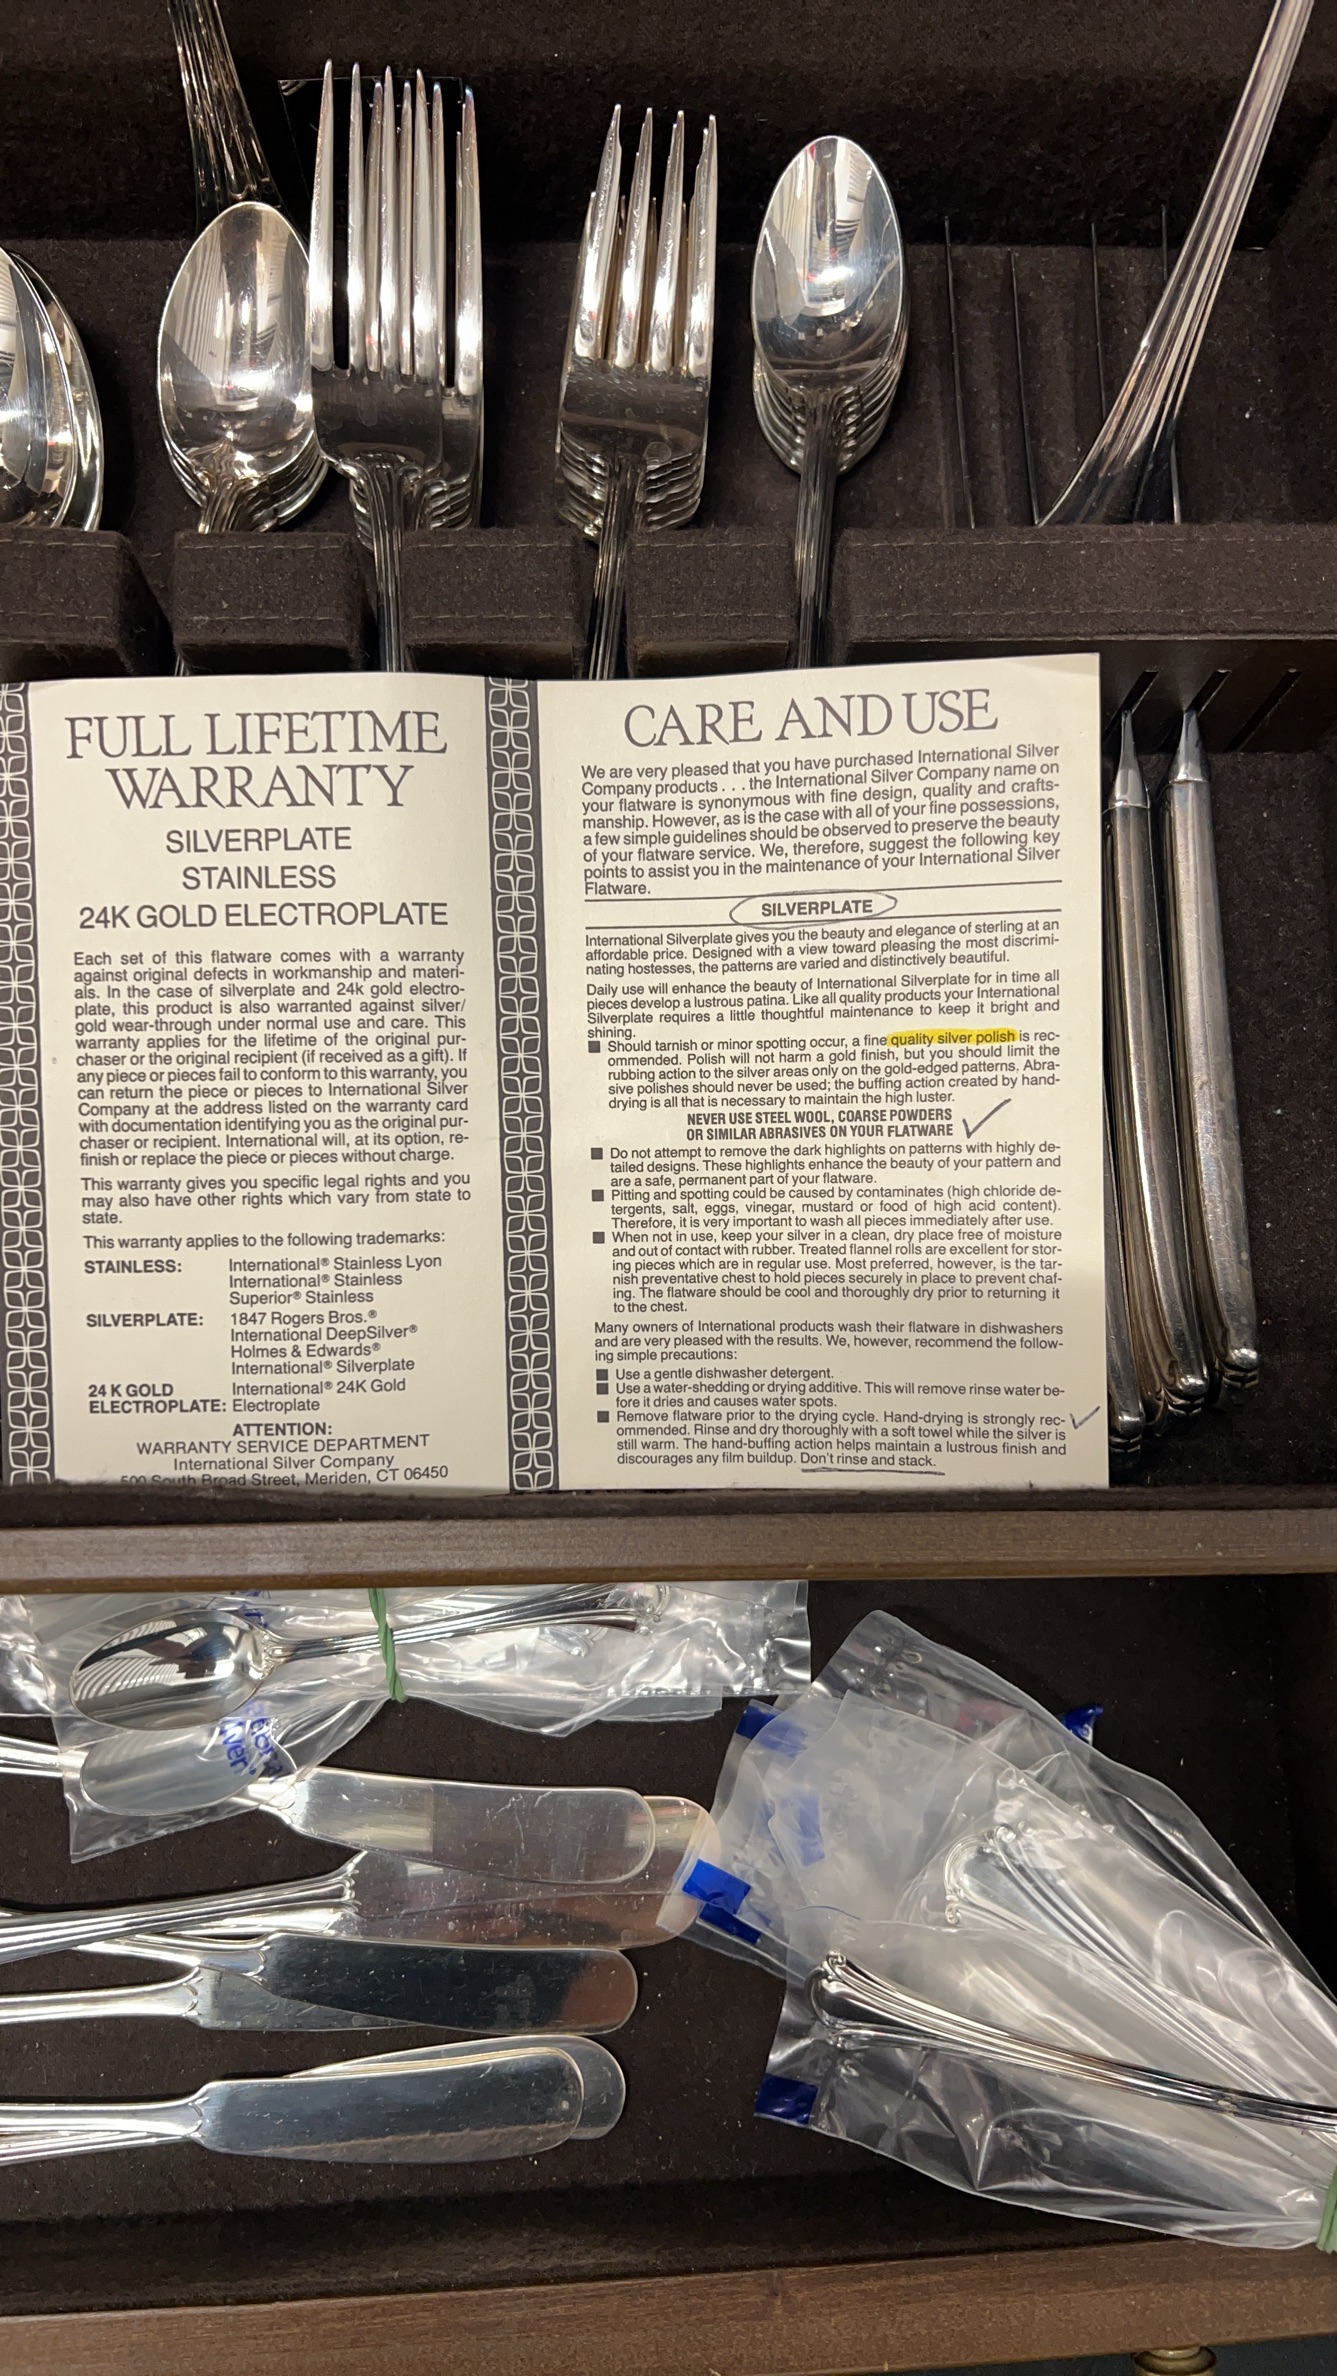 FULL LIFETIME
WARRANTY
SILVERPLATE
STAINLESS
24K GOLD ELECTROPLATE
Each set of this flatware comes with a warranty
against original defects in workmanship and materi-
als. In the case of silverplate and 24k gold electro-
plate, this product is also warranted against silver/
gold wear-through under normal use and care. This
warranty applies for the lifetime of the original pur-
chaser or the original recipient (if received as a gift). If
any piece or pieces fail to conform to this warranty, you
can return the piece or pieces to International Silver
Company at the address listed on the warranty card
with documentation identifying you as the original pur-
chaser or recipient. International will, at its option, re-
finish or replace the piece or pieces without charge.
This warranty gives you specific legal rights and you
may also have other rights which vary from state to
state.
This warranty applies to the following trademarks:
STAINLESS: International® Stainless Lyon
International® Stainless
Superior® Stainless
SILVERPLATE: 1847 Rogers Bros.®
International DeepSilver®
Holmes & Edwards®
International® Silverplate
24 K GOLD International® 24K Gold
ELECTROPLATE: Electroplate
ATTENTION:
WARRANTY SERVICE DEPARTMENT
International Silver Company
500 South Broad Street, Meriden, CT 06450
CARE AND USE
We are very pleased that you have purchased International Silver
Company products . . . the International Silver Company name on
your flatware is synonymous with fine design, quality and crafts-
manship. However, as is the case with all of your fine possessions,
a few simple guidelines should be observed to preserve the beauty
of your flatware service. We, therefore, suggest the following key
points to assist you in the maintenance of your International Silver
Flatware.
SILVERPLATE
International Silverplate gives you the beauty and elegance of sterling at an
affordable price. Designed with a view toward pleasing the most discrimi-
nating hostesses, the patterns are varied and distinctively beautiful.
Daily use will enhance the beauty of International Silverplate for in time all
pieces develop a lustrous patina. Like all quality products your International
Silverplate requires a little thoughtful maintenance to keep it bright and
shining.
■ Should tarnish or minor spotting occur, a fine quality silver polish is rec-
ommended. Polish will not harm a gold finish, but you should limit the
rubbing action to the silver areas only on the gold-edged patterns. Abra-
sive polishes should never be used; the buffing action created by hand-
drying is all that is necessary to maintain the high luster.
NEVER USE STEEL WOOL, COARSE POWDERS
OR SIMILAR ABRASIVES ON YOUR FLATWARE
■ Do not attempt to remove the dark highlights on patterns with highly de-
tailed designs. These highlights enhance the beauty of your pattern and
are a safe, permanent part of your flatware.
■ Pitting and spotting could be caused by contaminates (high chloride de-
tergents, salt, eggs, vinegar, mustard or food of high acid content).
Therefore, it is very important to wash all pieces immediately after use.
■ When not in use, keep your silver in a clean, dry place free of moisture
and out of contact with rubber. Treated flannel rolls are excellent for stor-
ing pieces which are in regular use. Most preferred, however, is the tar-
nish preventative chest to hold pieces securely in place to prevent chaf-
ing. The flatware should be cool and thoroughly dry prior to returning it
to the chest.
Many owners of International products wash their flatware in dishwashers
and are very pleased with the results. We, however, recommend the follow-
ing simple precautions:
■ Use a gentle dishwasher detergent.
■ Use a water-shedding or drying additive. This will remove rinse water be-
fore it dries and causes water spots.
■ Remove flatware prior to the drying cycle. Hand-drying is strongly rec-
ommended. Rinse and dry thoroughly with a soft towel while the silver is
still warm. The hand-buffing action helps maintain a lustrous finish and
discourages any film buildup. Don't rinse and stack.